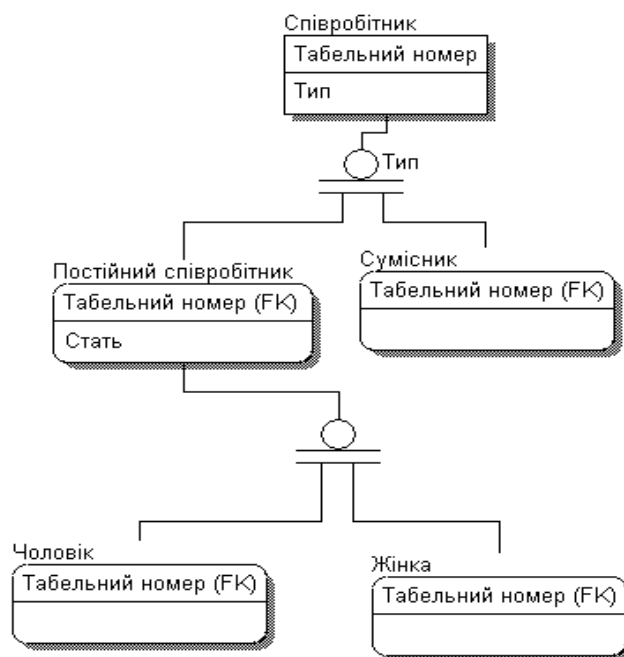 Співробітник
Табельний номер
Тип
Тип
Постійний співробітник
Табельний номер (FK)
Стать
Сумісник
Табельний номер (FK)
Чоловік
Табельний номер (FK)
Жінка
Табельний номер (FK)